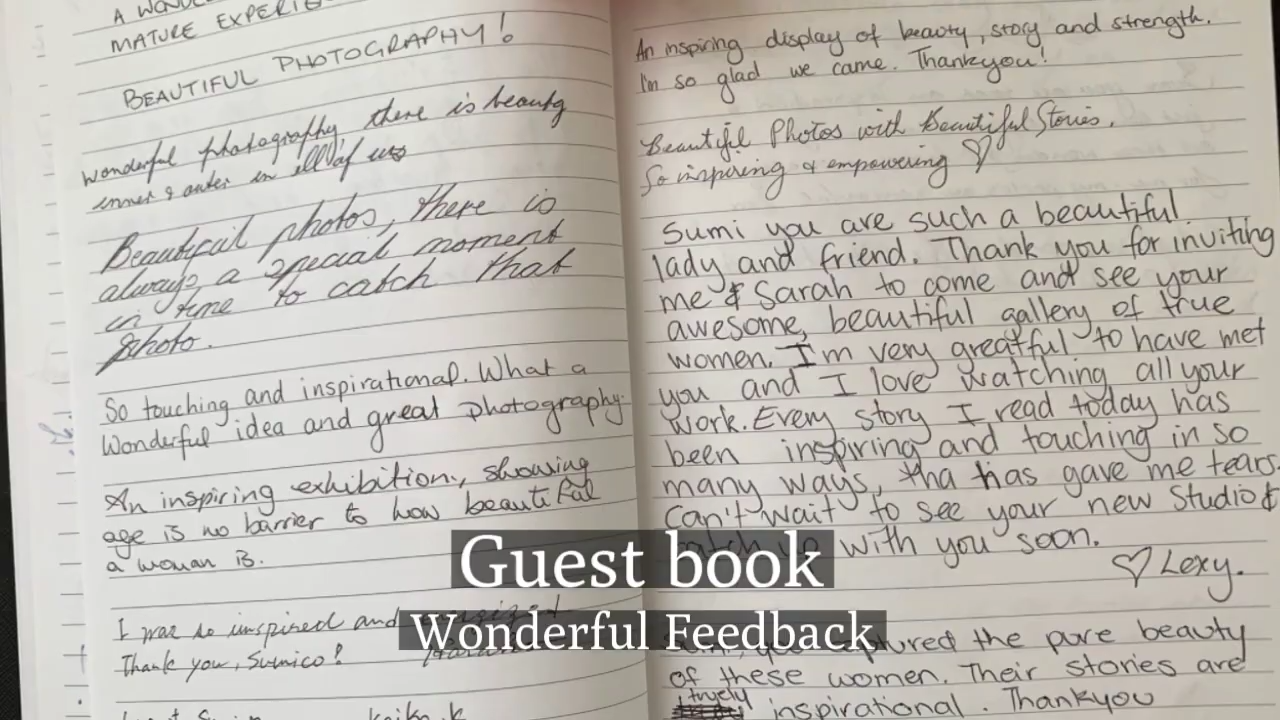 A WONDE
MATURE EXPERIE
BEAUTIFUL PHOTOGRAPHY!
wonderful photography there is beauty
inner & outer in all of us
Beautiful photos, there is
always a special moment
in time to catch that
photo.
So touching and inspirational. What a
Wonderful idea and great photography.
An inspiring exhibition, showing
age is no barrier to how beautiful
a woman is.
I was so inspired and
Thank you, Sumico!
An inspiring display of beauty, story and strength.
I'm so glad we came. Thankyou!
Beautiful Photos with Beautiful Stories.
So inspiring & empowering ♡
Sumi you are such a beautiful
lady and friend. Thank you for inviting
me & Sarah to come and see your
awesome, beautiful gallery of true
women. I'm very greatful to have met
you and I love watching all your
work. Every story I read today has
been inspiring and touching in so
many ways, tha has gave me tears.
Can't wait to see your new Studio &
with you soon.
♡ Lexy.
captured the pure beauty
of these women. Their stories are
truely inspirational. Thankyou
Guest book
Wonderful Feedback